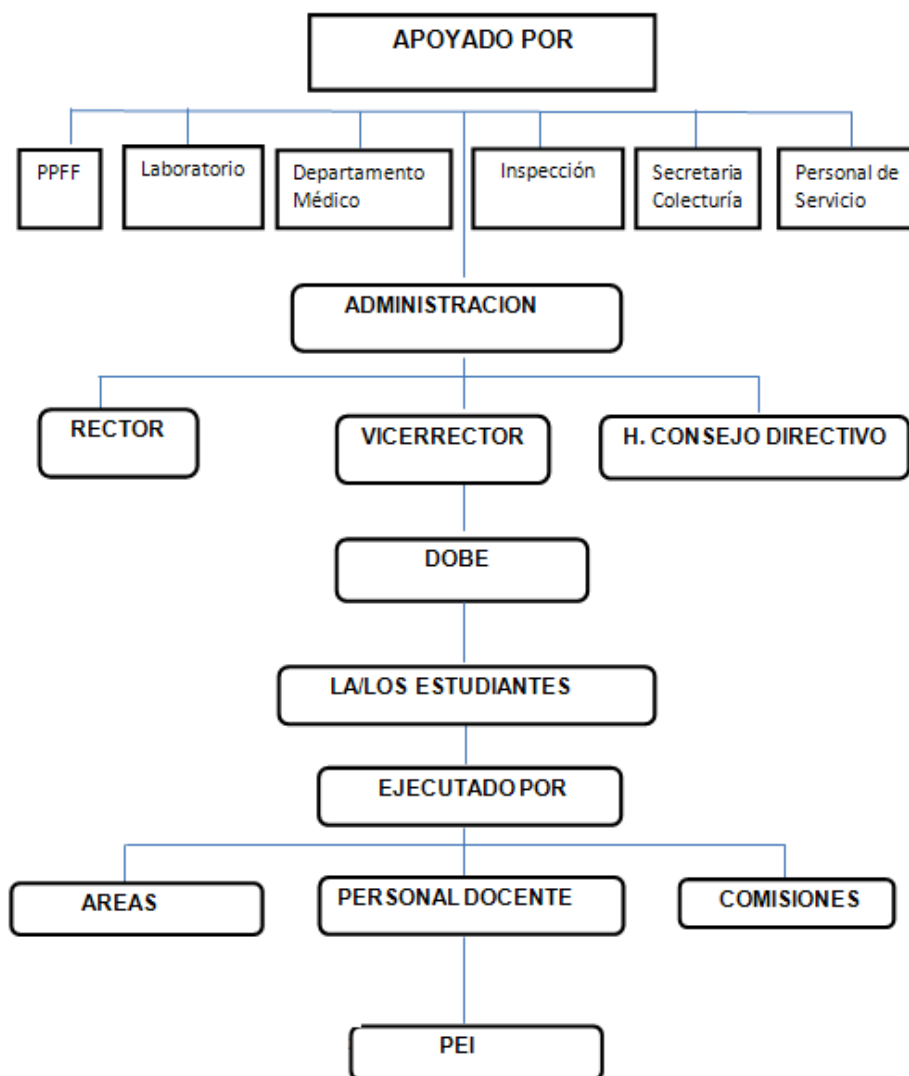 APOYADO POR
PPFF
Laboratorio
Departamento
Médico
Inspección
Secretaria
Colecturía
Personal de
Servicio
ADMINISTRACION
RECTOR
VICERRECTOR
H. CONSEJO DIRECTIVO
DOBE
LA/LOS ESTUDIANTES
EJECUTADO POR
AREAS
PERSONAL DOCENTE
COMISIONES
PEI